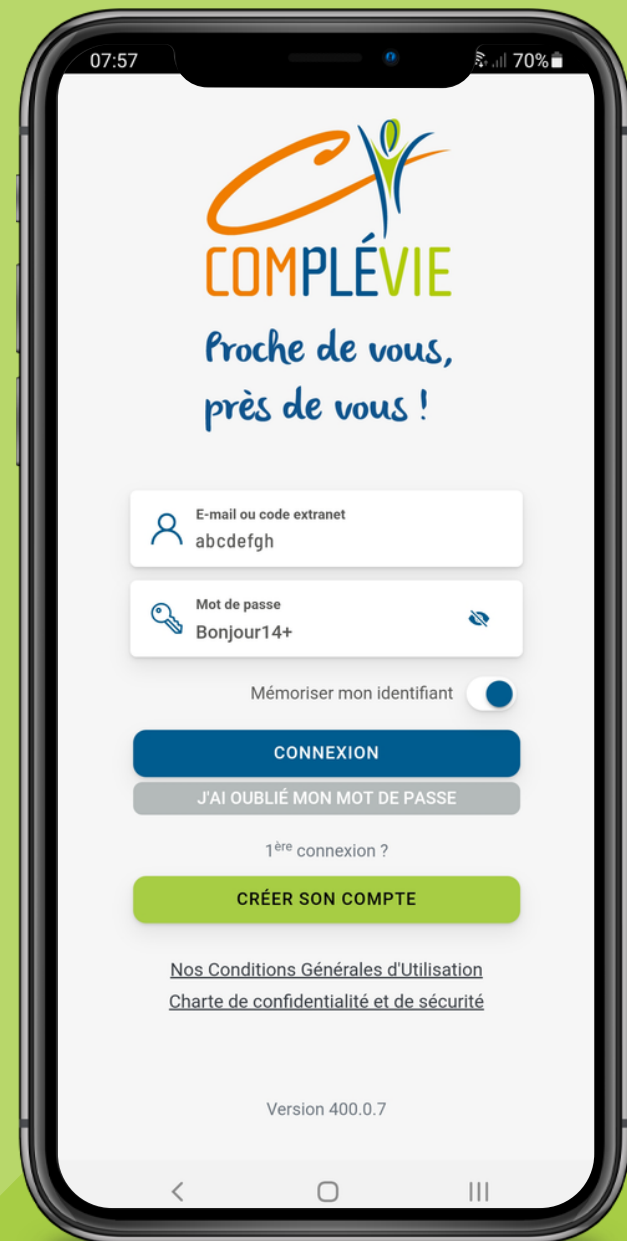 07:57
70%
COMPLÉVIE
Proche de vous,
près de vous !
E-mail ou code extranet
abcdefgh
Mot de passe
Bonjour14+
Mémoriser mon identifiant
CONNEXION
J'AI OUBLIÉ MON MOT DE PASSE
1ère connexion ?
CRÉER SON COMPTE
Nos Conditions Générales d'Utilisation
Charte de confidentialité et de sécurité
Version 400.0.7